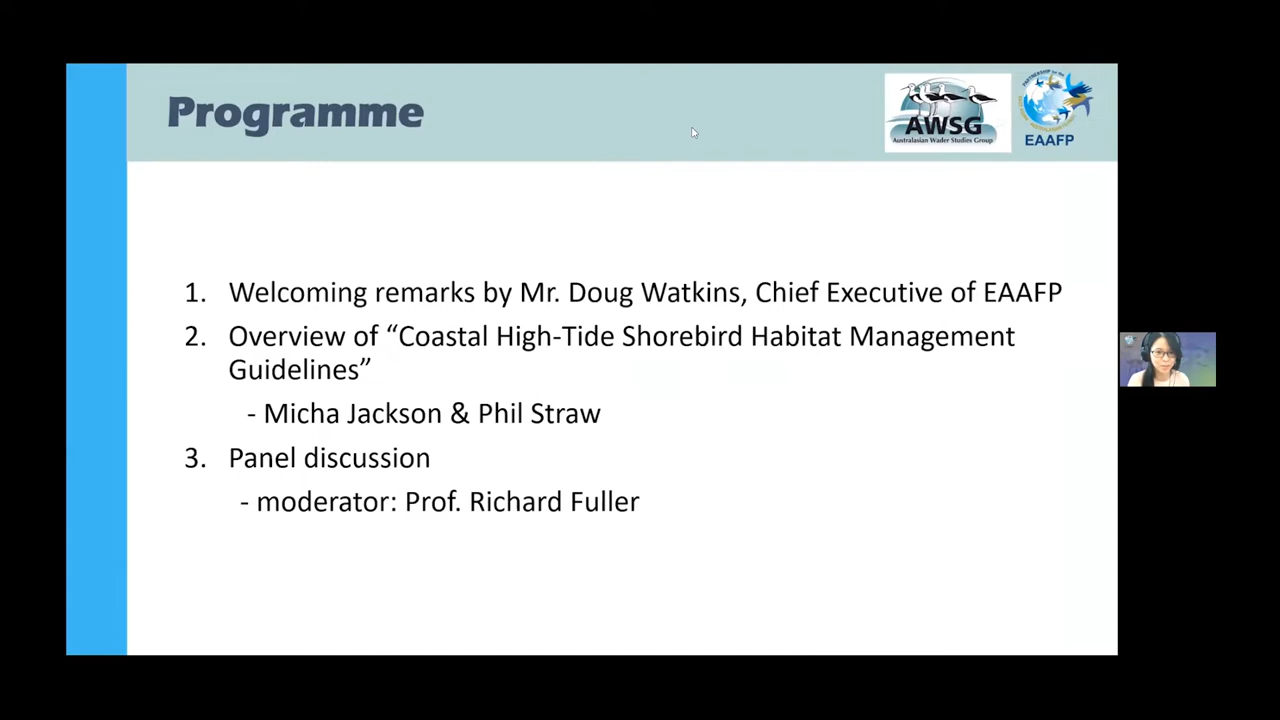 Programme
AWSG
Australasian Wader Studies Group
EAAFP
1. Welcoming remarks by Mr. Doug Watkins, Chief Executive of EAAFP
2. Overview of “Coastal High-Tide Shorebird Habitat Management
Guidelines”
- Micha Jackson & Phil Straw
3. Panel discussion
- moderator: Prof. Richard Fuller